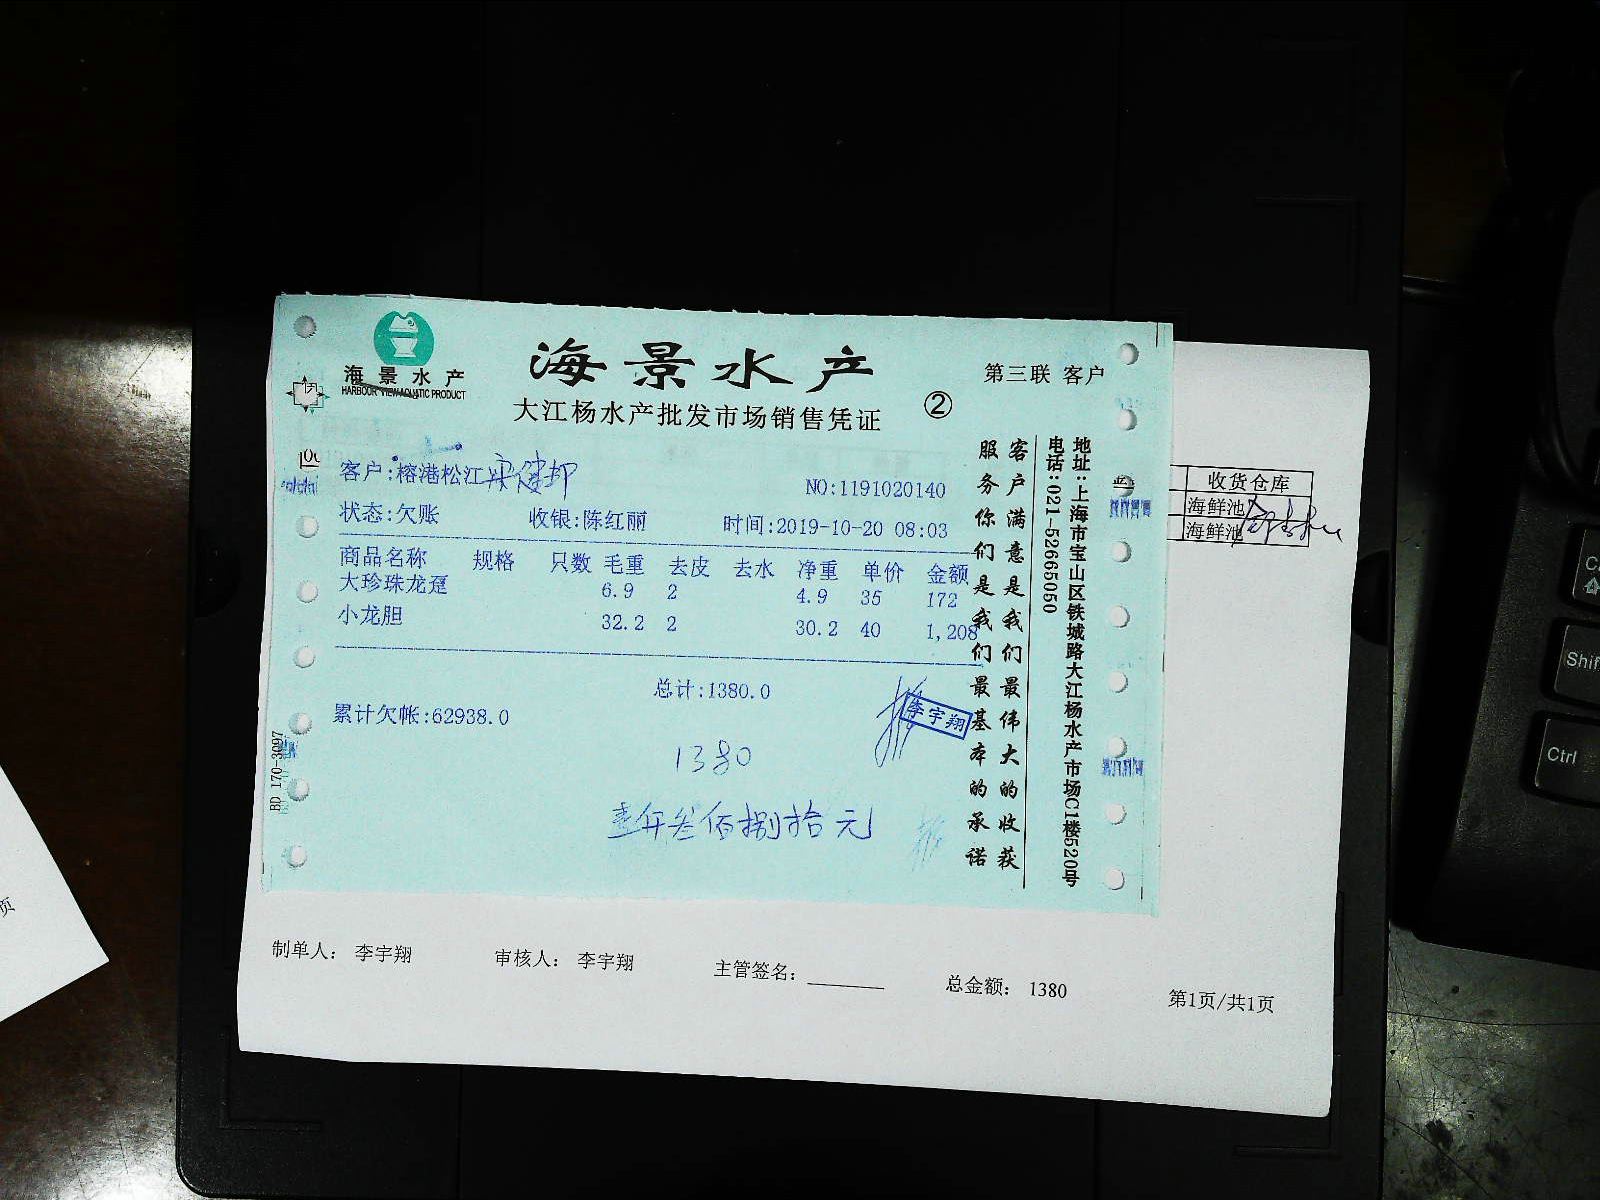 海景水产
HARBOUR VIEW AQUATIC PRODUCT
海景水产
大江杨水产批发市场销售凭证
②
第三联 客户
客户:榕港松江
NO:1191020140
状态:欠账 收银:陈红丽 时间:2019-10-20 08:03
商品名称 规格 只数 毛重 去皮 去水 净重 单价 金额
大珍珠龙趸 6.9 2 4.9 35 172
小龙胆 32.2 2 30.2 40 1,208
总计:1380.0
累计欠帐:62938.0
李宇翔
1380
壹仟叁佰捌拾元
BD 170-3097
客户满意是我们最伟大的收获
服务你们是我们最基本的承诺
地址:上海市宝山区铁城路大江杨水产市场C1楼520号
电话:021-52665050
收货仓库
海鲜池
海鲜池
制单人: 李宇翔 审核人: 李宇翔 主管签名: 总金额: 1380
第1页/共1页
页
Shif
Ctrl